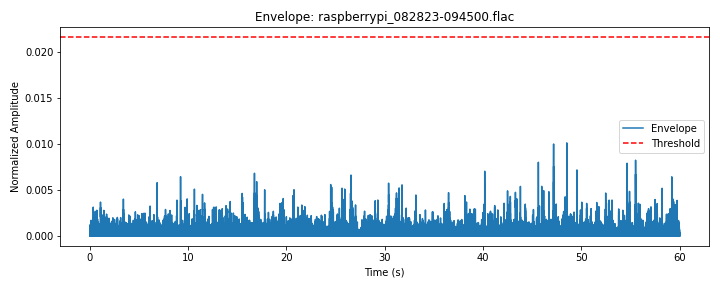 Envelope: raspberrypi_082823-094500.flac
0.020
0.015
0.010
0.005
0.000
Normalized Amplitude
Envelope
Threshold
0 10 20 30 40 50 60
Time (s)